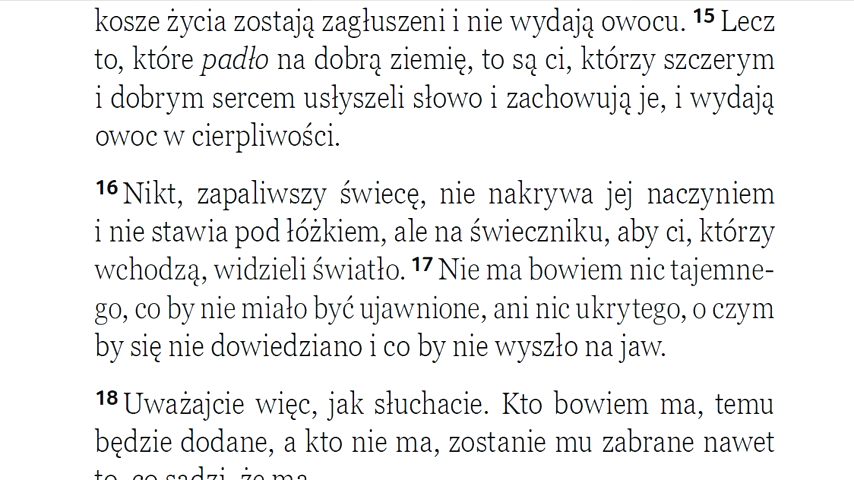 kosze życia zostają zagłuszeni i nie wydają owocu. 15 Lecz
to, które padło na dobrą ziemię, to są ci, którzy szczerym
i dobrym sercem usłyszeli słowo i zachowują je, i wydają
owoc w cierpliwości.
16 Nikt, zapaliwszy świecę, nie nakrywa jej naczyniem
i nie stawia pod łóżkiem, ale na świeczniku, aby ci, którzy
wchodzą, widzieli światło. 17 Nie ma bowiem nic tajemne-
go, co by nie miało być ujawnione, ani nic ukrytego, o czym
by się nie dowiedziano i co by nie wyszło na jaw.
18 Uważajcie więc, jak słuchacie. Kto bowiem ma, temu
będzie dodane, a kto nie ma, zostanie mu zabrane nawet
to, co sądzi, że ma.